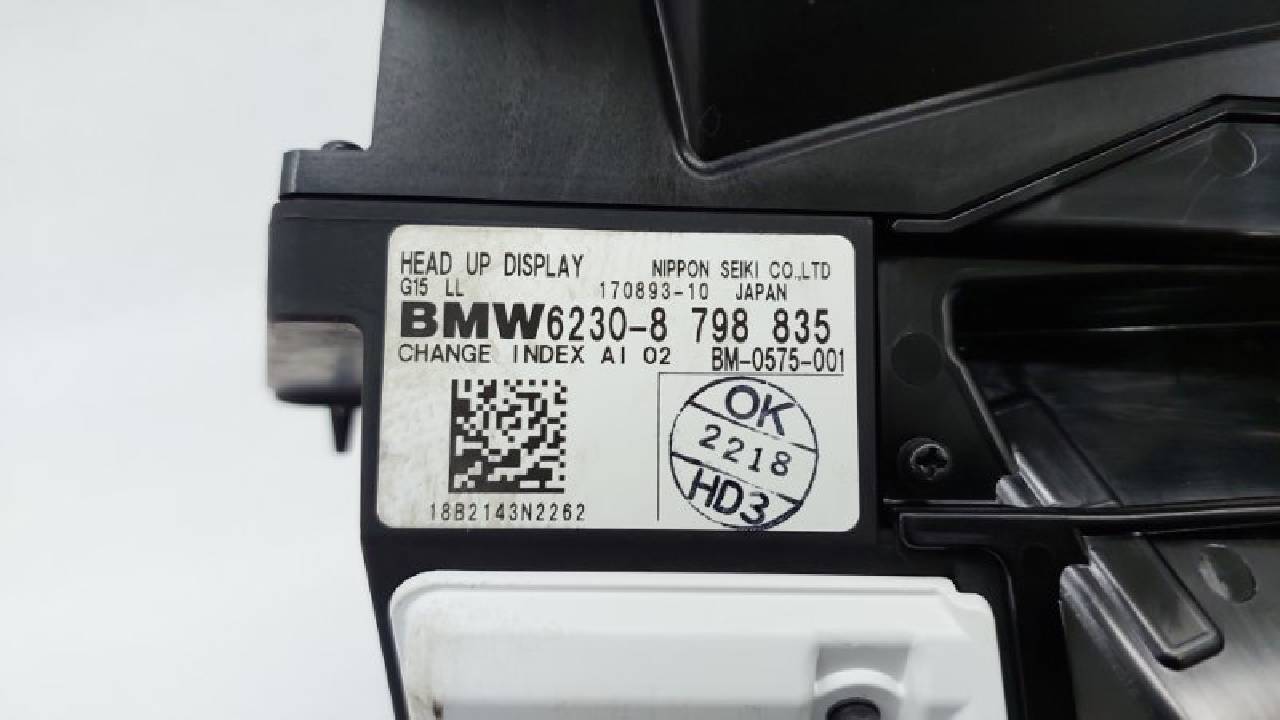 HEAD UP DISPLAY NIPPON SEIKI CO.,LTD
G15 LL 170893-10 JAPAN
BMW6230-8 798 835
CHANGE INDEX AI 02 BM-0575-001
OK
2218
HD3
18B2143N2262